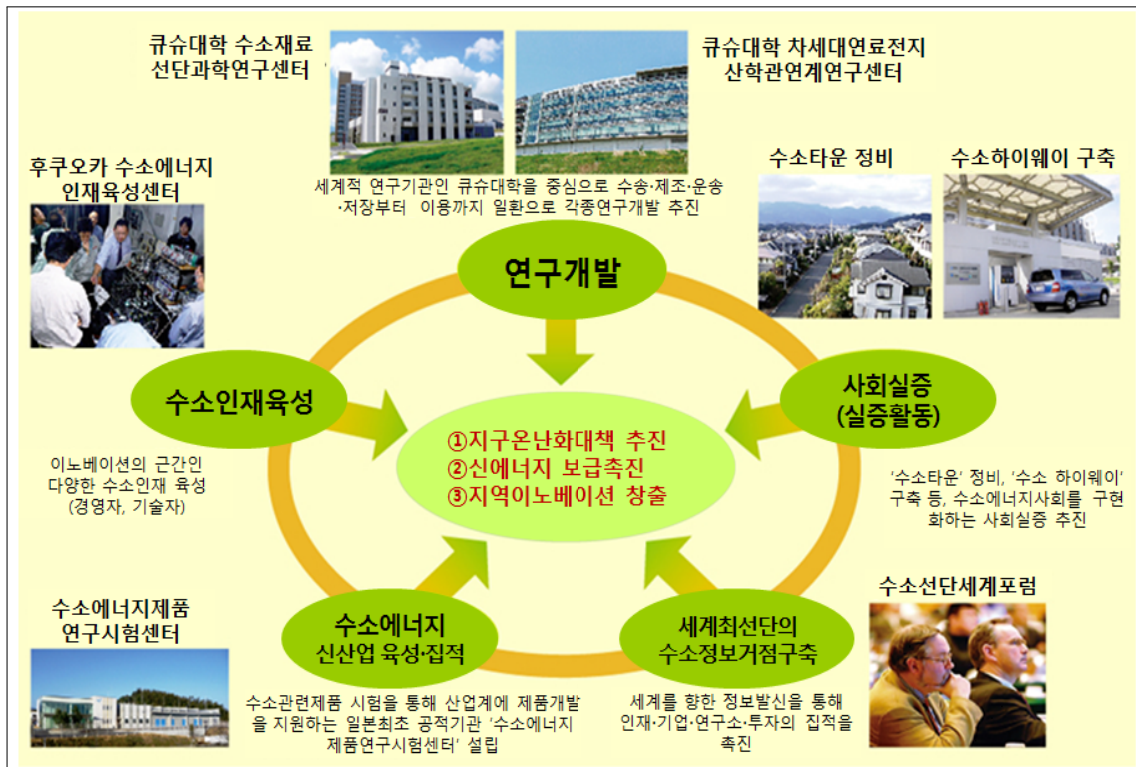 큐슈대학 수소재료
선단과학연구센터
큐슈대학 차세대연료전지
산학관연계연구센터
후쿠오카 수소에너지
인재육성센터
세계적 연구기관인 큐슈대학을 중심으로 수송·제조·운송
·저장부터 이용까지 일환으로 각종연구개발 추진
수소타운 정비
수소하이웨이 구축
연구개발
수소인재육성
사회실증
(실증활동)
①지구온난화대책 추진
②신에너지 보급촉진
③지역이노베이션 창출
이노베이션의 근간인
다양한 수소인재 육성
(경영자, 기술자)
‘수소타운’ 정비, ‘수소 하이웨이’
구축 등, 수소에너지사회를 구현
화하는 사회실증 추진
수소에너지제품
연구시험센터
수소에너지
신산업 육성·집적
세계최선단의
수소정보거점구축
수소선단세계포럼
수소관련제품 시험을 통해 산업계에 제품개발
을 지원하는 일본최초 공적기관 ‘수소에너지
제품연구시험센터’ 설립
세계를 향한 정보발신을 통해
인재·기업·연구소·투자의 집적을
촉진